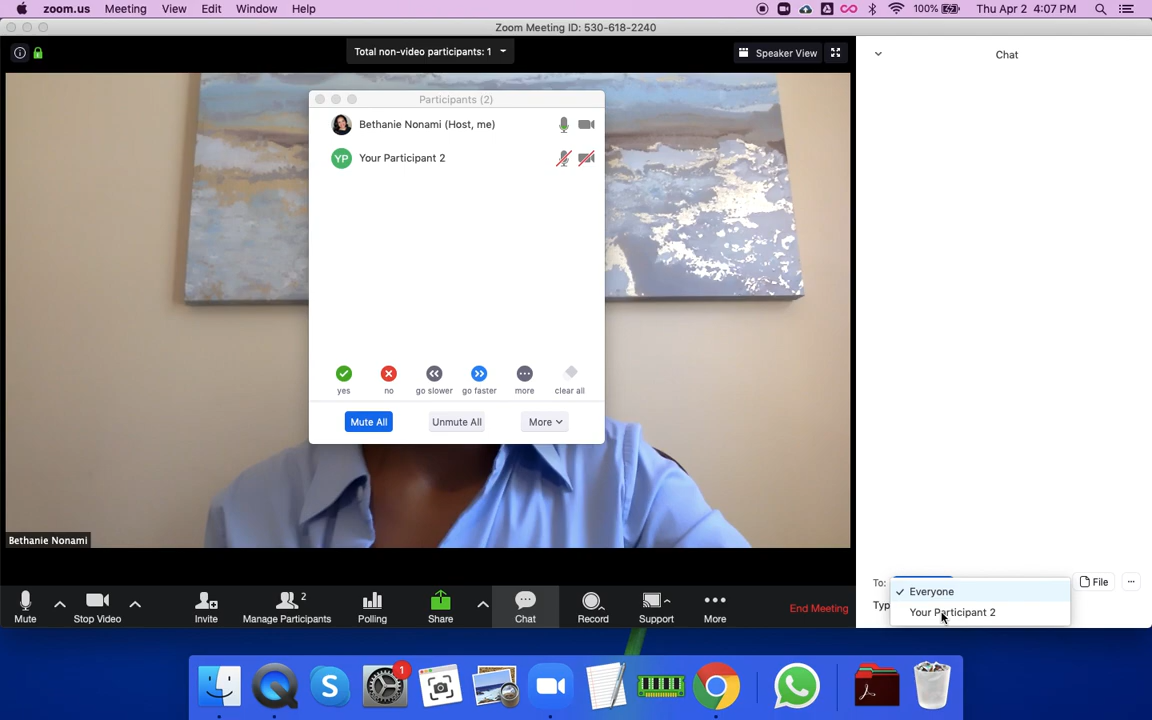 zoom.us Meeting View Edit Window Help 100% Thu Apr 2 4:07 PM
Zoom Meeting ID: 530-618-2240
Total non-video participants: 1
Speaker View
Chat
Participants (2)
Bethanie Nonami (Host, me)
YP Your Participant 2
yes no go slower go faster more clear all
Mute All Unmute All More
Bethanie Nonami
To: File
Everyone
Typ
Your Participant 2
2
Mute Stop Video Invite Manage Participants Polling Share Chat Record Support More
End Meeting
1